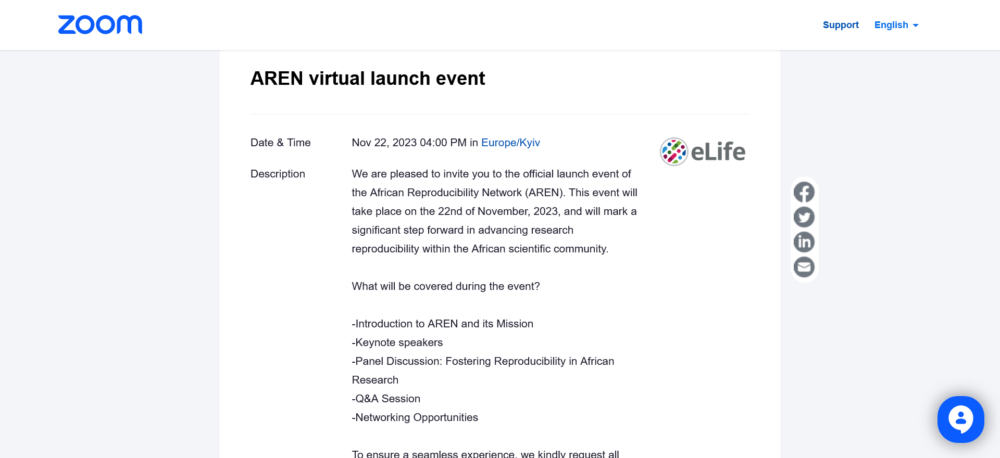 zoom
Support English
AREN virtual launch event
Date & Time Nov 22, 2023 04:00 PM in Europe/Kyiv
eLife
Description We are pleased to invite you to the official launch event of
the African Reproducibility Network (AREN). This event will
take place on the 22nd of November, 2023, and will mark a
significant step forward in advancing research
reproducibility within the African scientific community.
What will be covered during the event?
-Introduction to AREN and its Mission
-Keynote speakers
-Panel Discussion: Fostering Reproducibility in African
Research
-Q&A Session
-Networking Opportunities
To ensure a seamless experience, we kindly request all